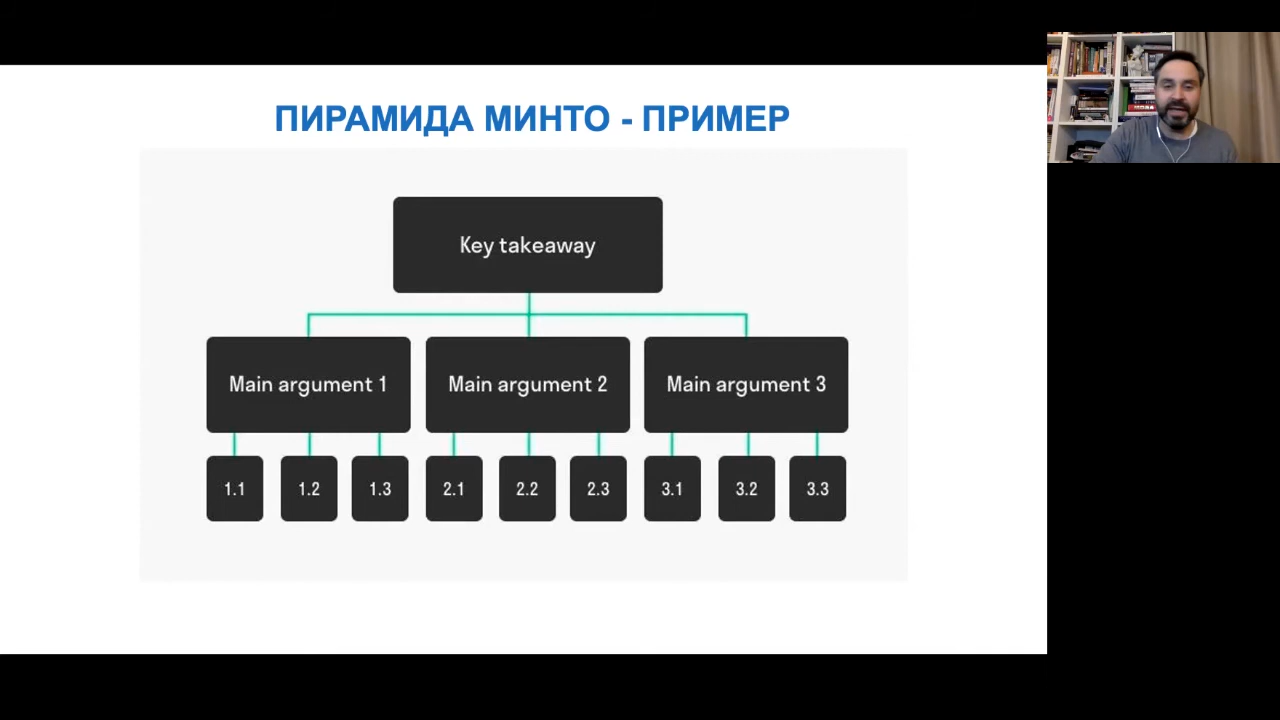 ПИРАМИДА МИНТО - ПРИМЕР
Key takeaway
Main argument 1
Main argument 2
Main argument 3
1.1
1.2
1.3
2.1
2.2
2.3
3.1
3.2
3.3